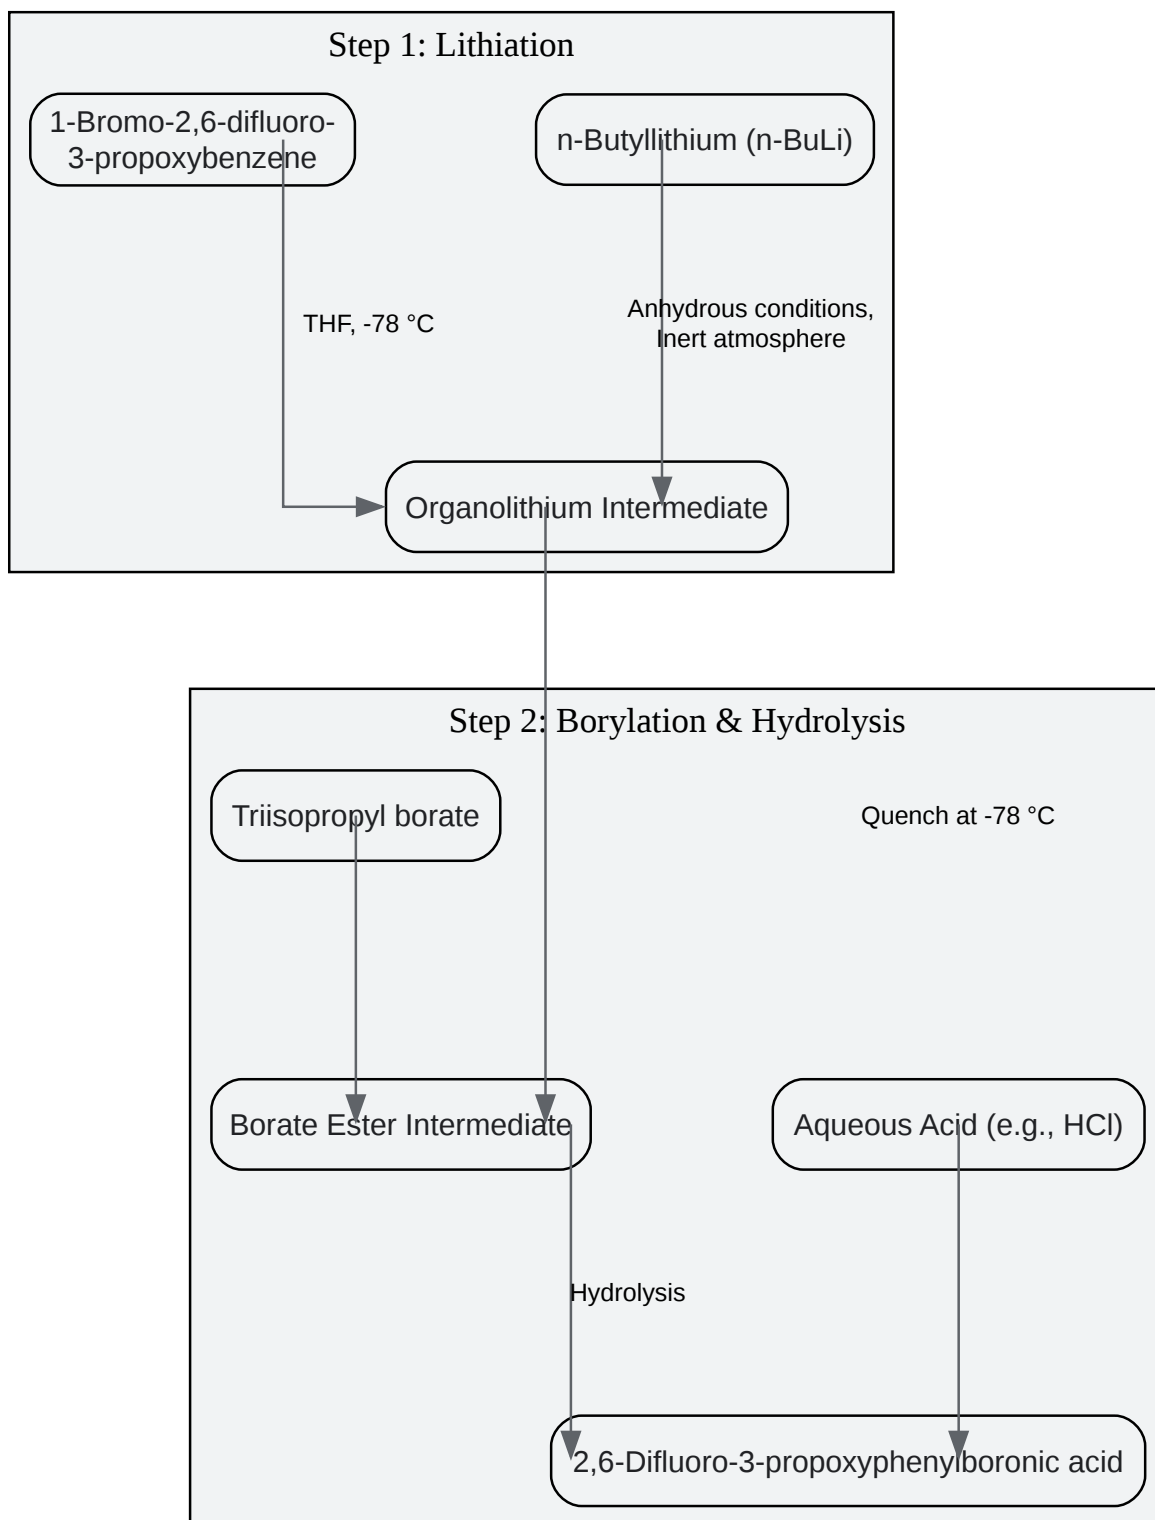 Step 1: Lithiation
1-Bromo-2,6-difluoro-
3-propoxybenzene
n-Butyllithium (n-BuLi)
THF, -78 °C
Anhydrous conditions,
Inert atmosphere
Organolithium Intermediate
Step 2: Borylation & Hydrolysis
Triisopropyl borate
Quench at -78 °C
Borate Ester Intermediate
Aqueous Acid (e.g., HCl)
Hydrolysis
2,6-Difluoro-3-propoxyphenylboronic acid